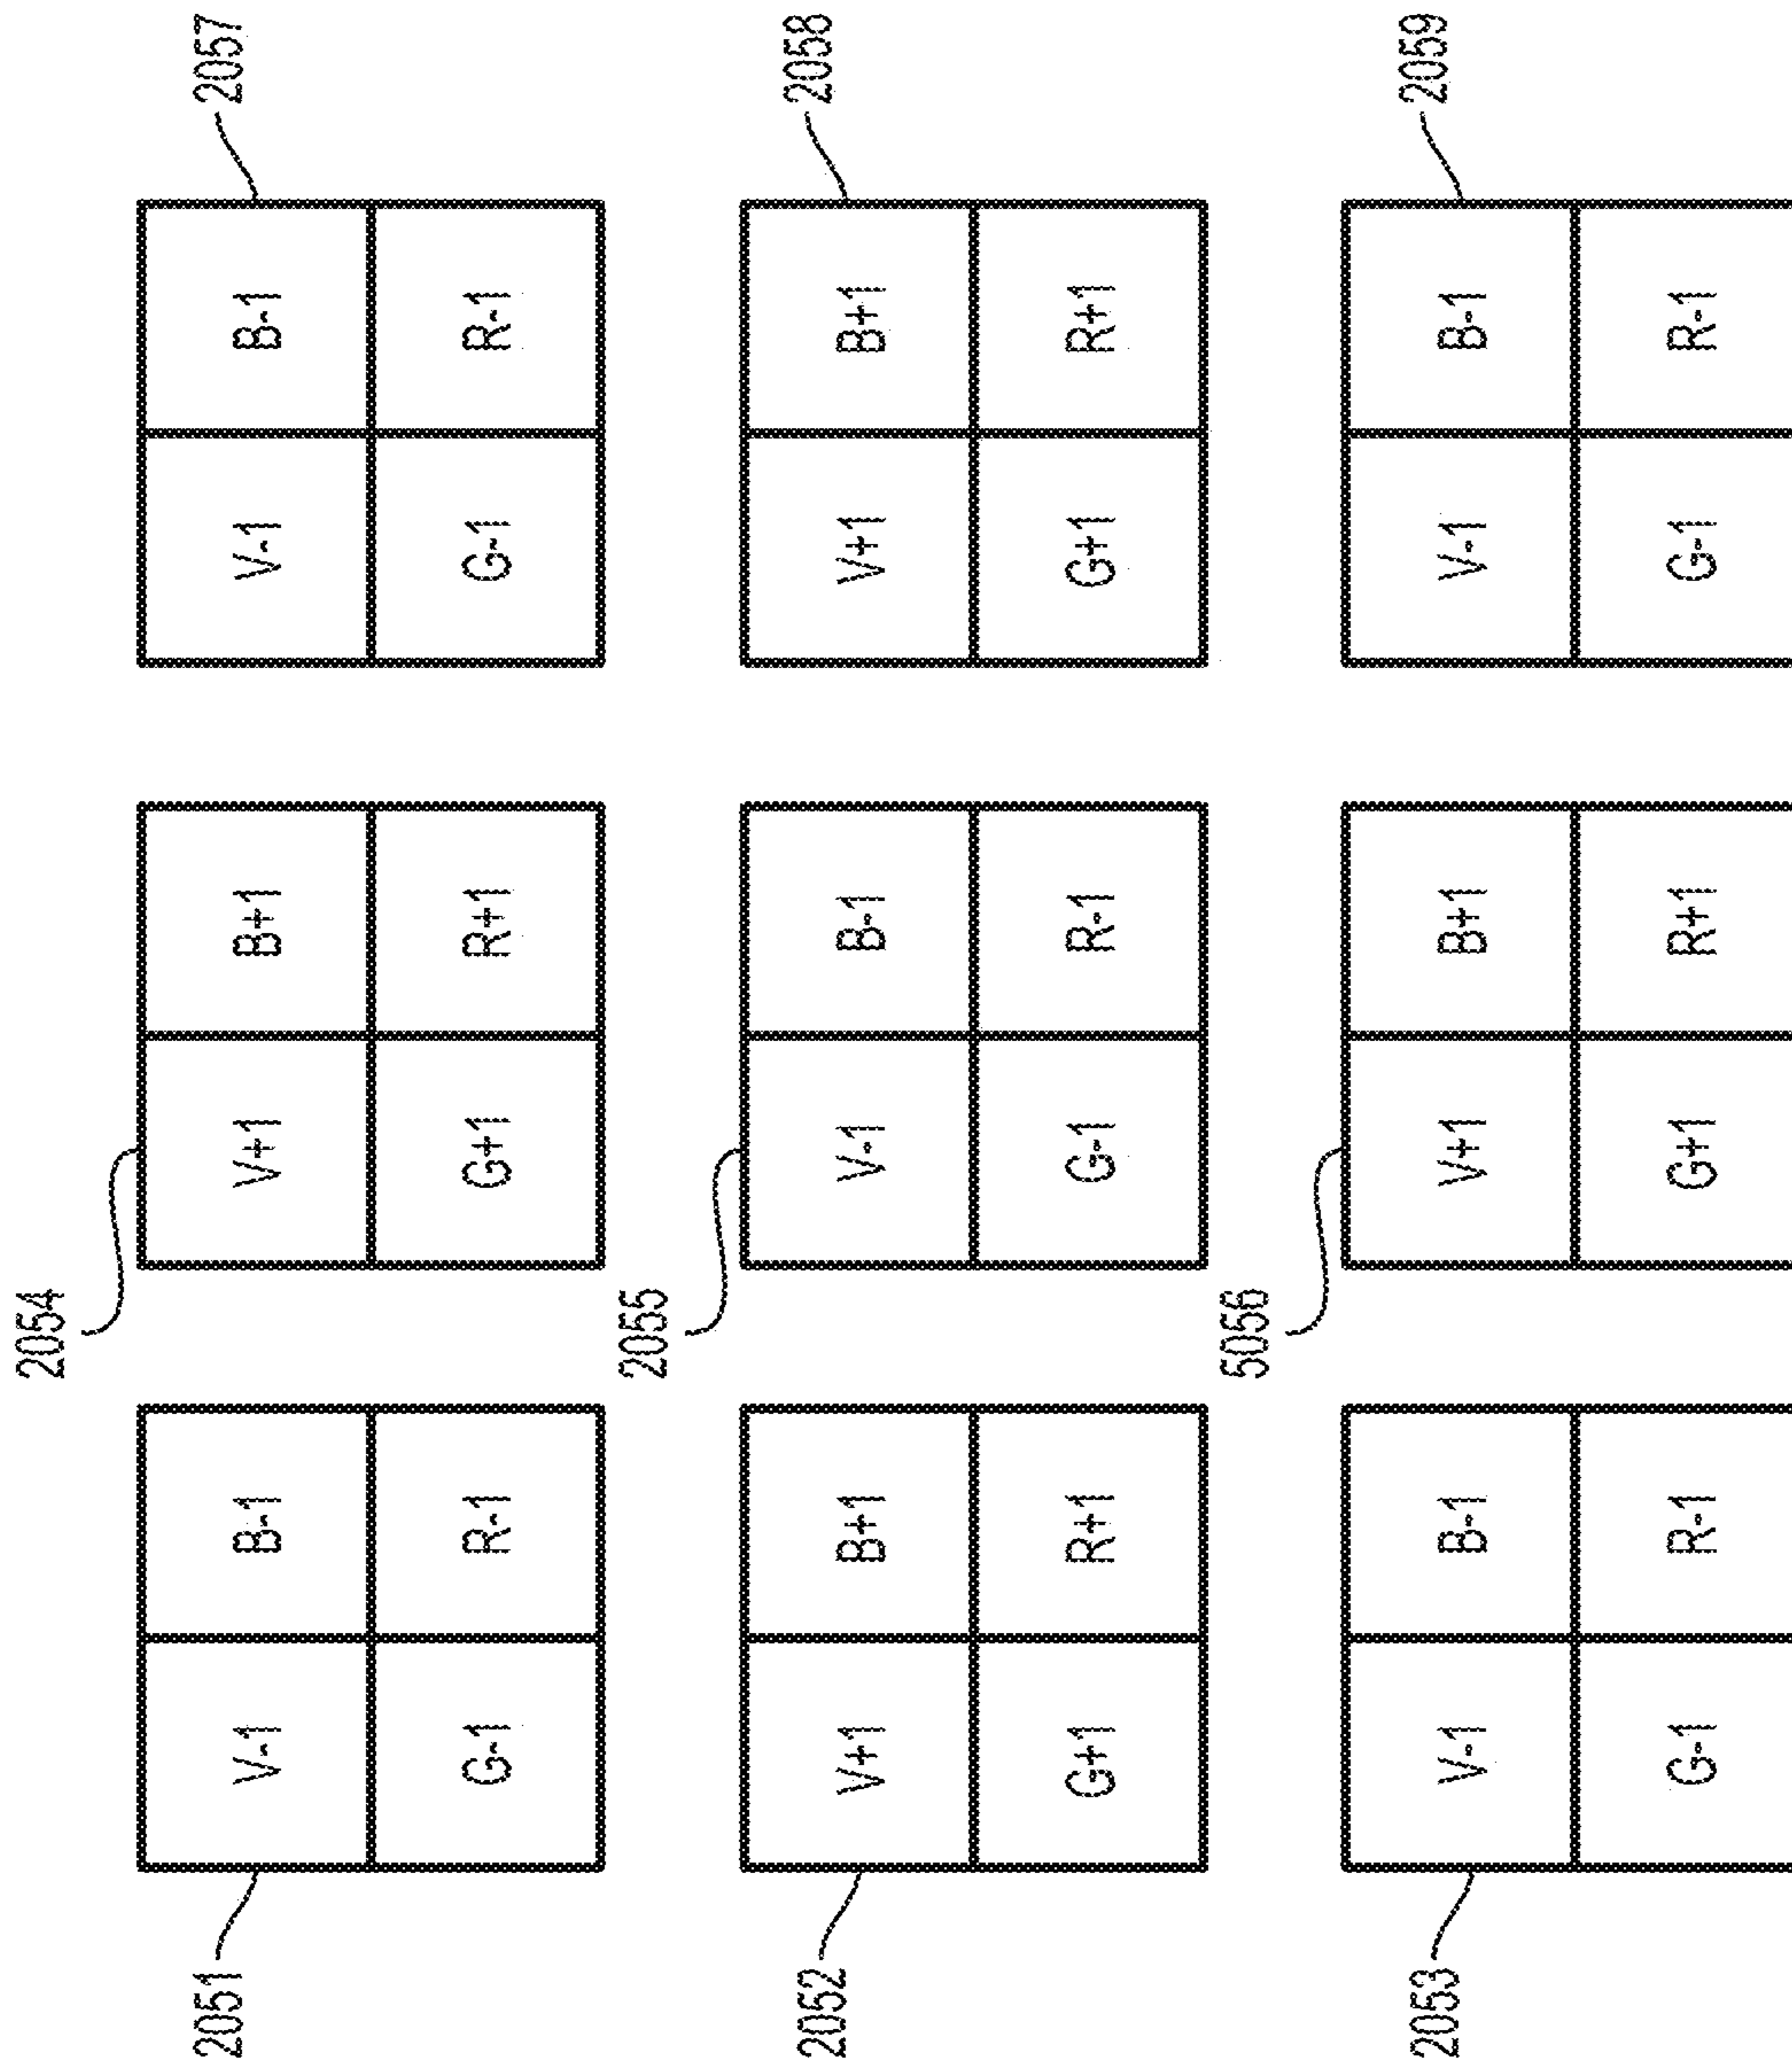 2054
2051 V-1 B-1 V+1 B+1 V-1 B-1 2057
G-1 R-1 G+1 R+1 G-1 R-1
2055
2052 V+1 B+1 V-1 B-1 V+1 B+1 2058
G+1 R+1 G-1 R-1 G+1 R+1
5056
2053 V-1 B-1 V+1 B+1 V-1 B-1 2059
G-1 R-1 G+1 R+1 G-1 R-1